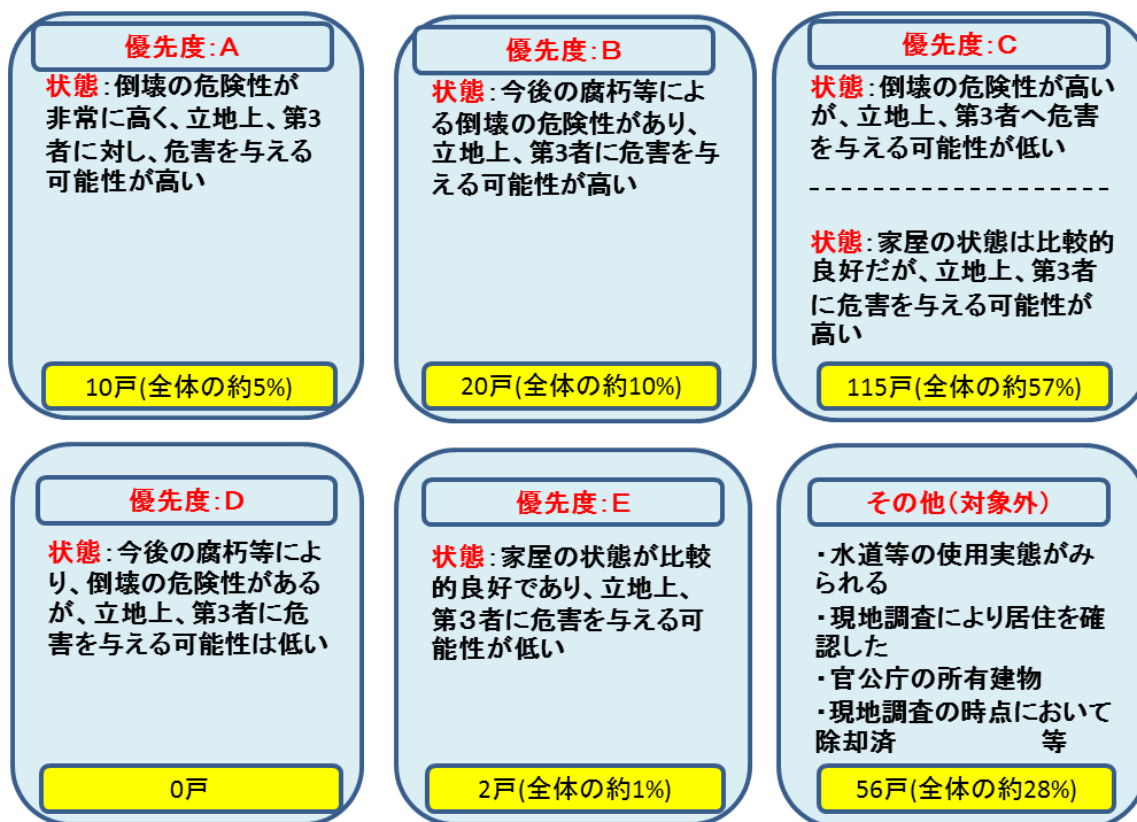 優先度:A
状態:倒壊の危険性が
非常に高く、立地上、第3
者に対し、危害を与える
可能性が高い
10戸(全体の約5%)
優先度:B
状態:今後の腐朽等によ
る倒壊の危険性があり、
立地上、第3者に危害を与
える可能性が高い
20戸(全体の約10%)
優先度:C
状態:倒壊の危険性が高い
が、立地上、第3者へ危害
を与える可能性が低い
状態:家屋の状態は比較的
良好だが、立地上、第3者
に危害を与える可能性が
高い
115戸(全体の約57%)
優先度:D
状態:今後の腐朽等によ
り、倒壊の危険性がある
が、立地上、第3者に危
害を与える可能性は低い
0戸
優先度:E
状態:家屋の状態が比較
的良好であり、立地上、
第3者に危害を与える可
能性が低い
2戸(全体の約1%)
その他(対象外)
・水道等の使用実態がみ
られる
・現地調査により居住を確
認した
・官公庁の所有建物
・現地調査の時点において
除却済 等
56戸(全体の約28%)